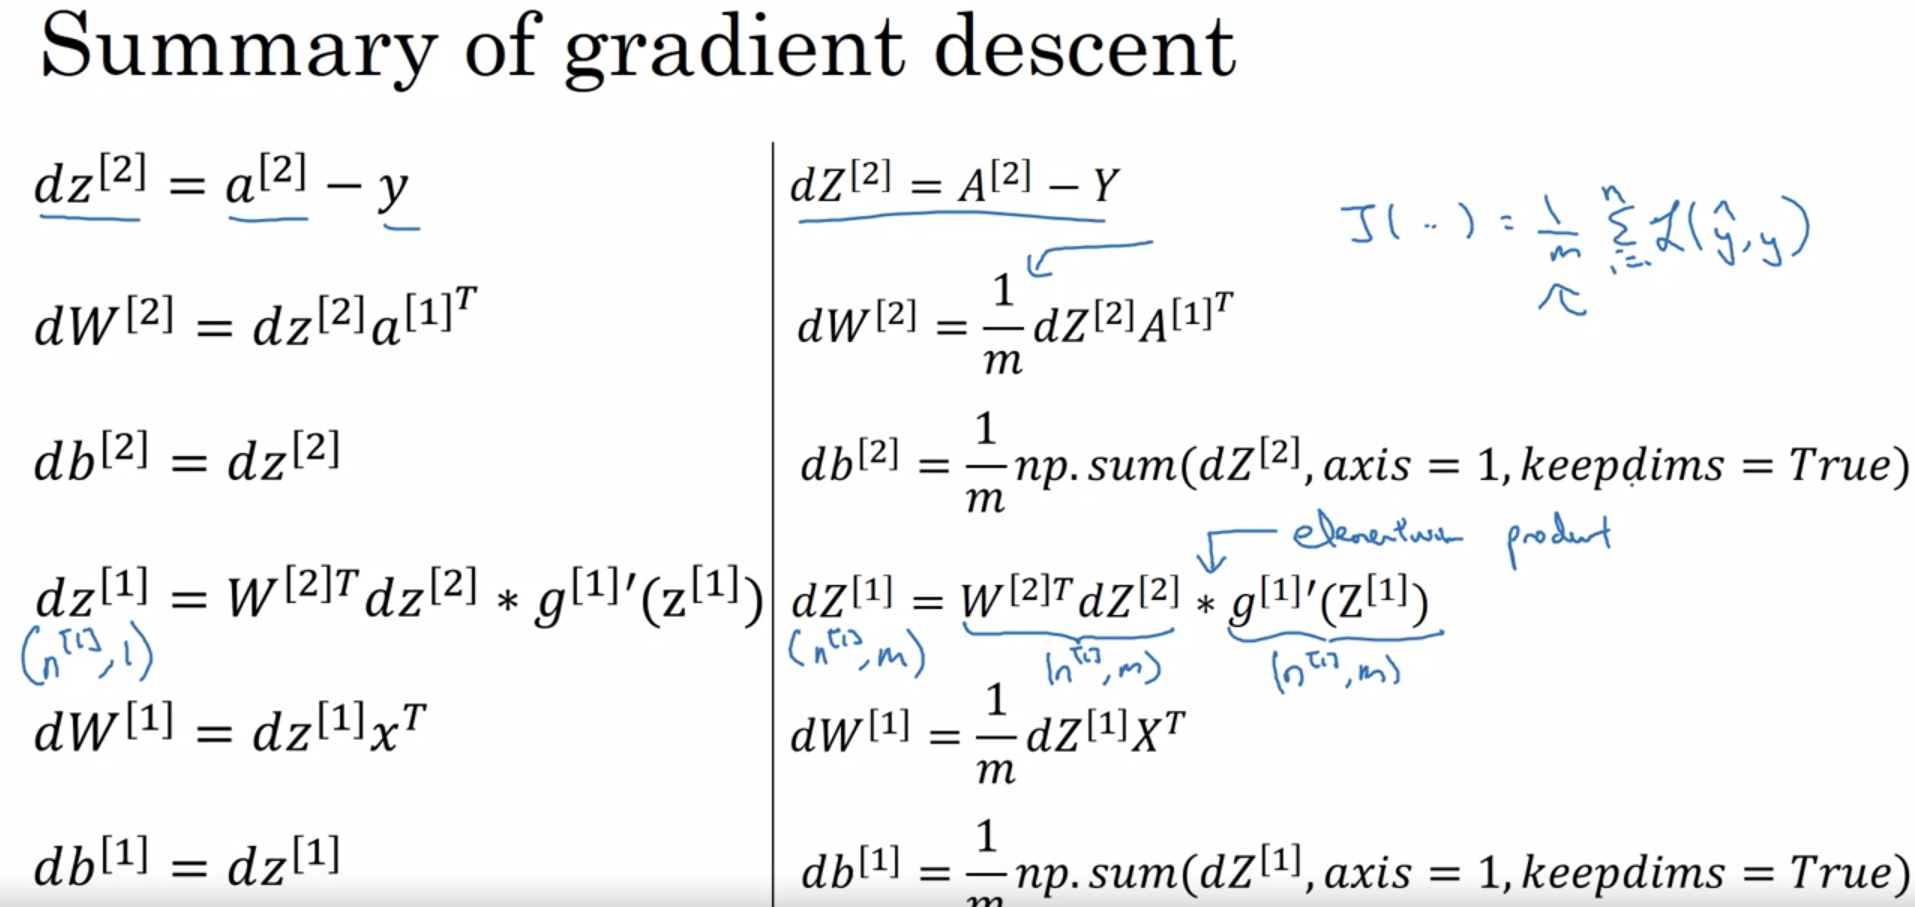 Summary of gradient descent
dz^{[2]} = a^{[2]} − y
dW^{[2]} = dz^{[2]}a^{[1]^T}
db^{[2]} = dz^{[2]}
dz^{[1]} = W^{[2]T}dz^{[2]} ∗ g^{[1]}′(z^{[1]})
(n^{[1]}, 1)
dW^{[1]} = dz^{[1]}x^T
db^{[1]} = dz^{[1]}
dZ^{[2]} = A^{[2]} − Y
J(..) = \frac{1}{m} \sum_{i=1}^{n} L(ŷ, y)
dW^{[2]} = \frac{1}{m} dZ^{[2]}A^{[1]^T}
db^{[2]} = \frac{1}{m} np.sum(dZ^{[2]}, axis = 1, keepdims = True)
elementwise product
dZ^{[1]} = W^{[2]T}dZ^{[2]} ∗ g^{[1]}′(Z^{[1]})
(n^{[1]}, m) (n^{[1]}, m) (n^{[1]}, m)
dW^{[1]} = \frac{1}{m} dZ^{[1]}X^T
db^{[1]} = \frac{1}{m} np.sum(dZ^{[1]}, axis = 1, keepdims = True)